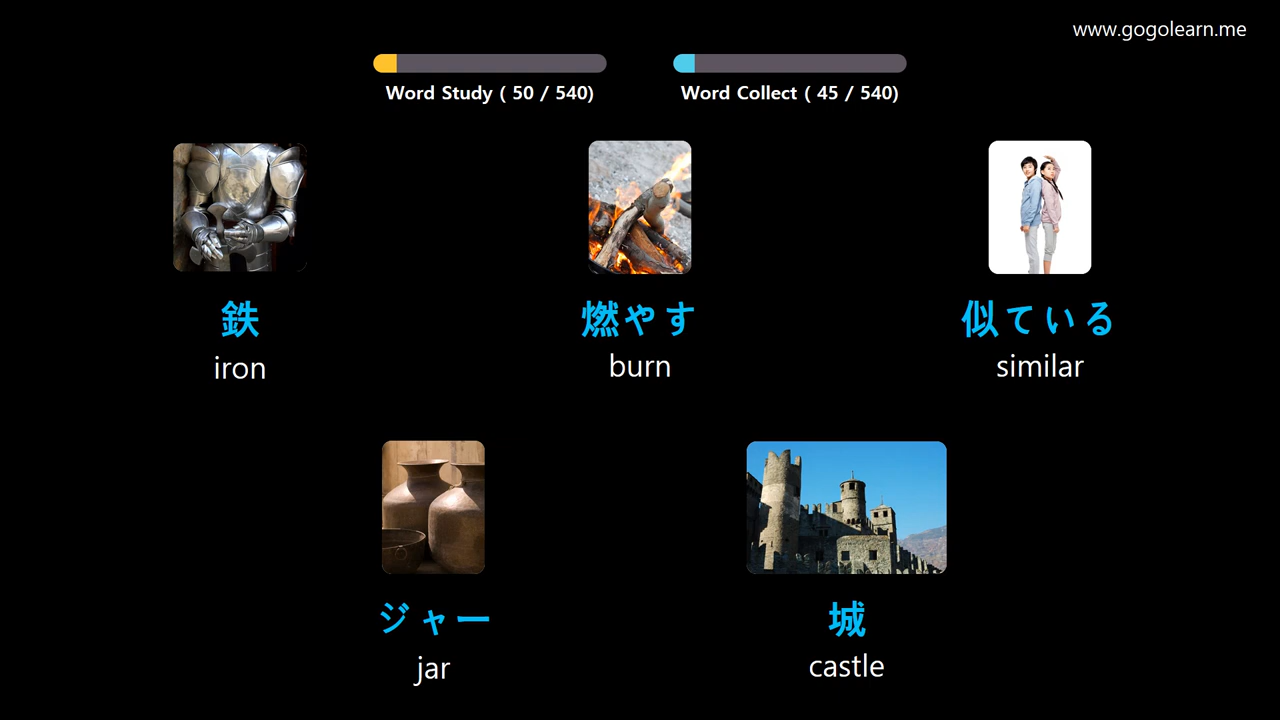 www.gogolearn.me
Word Study ( 50 / 540)
Word Collect ( 45 / 540)
鉄
iron
燃やす
burn
似ている
similar
ジャー
jar
城
castle